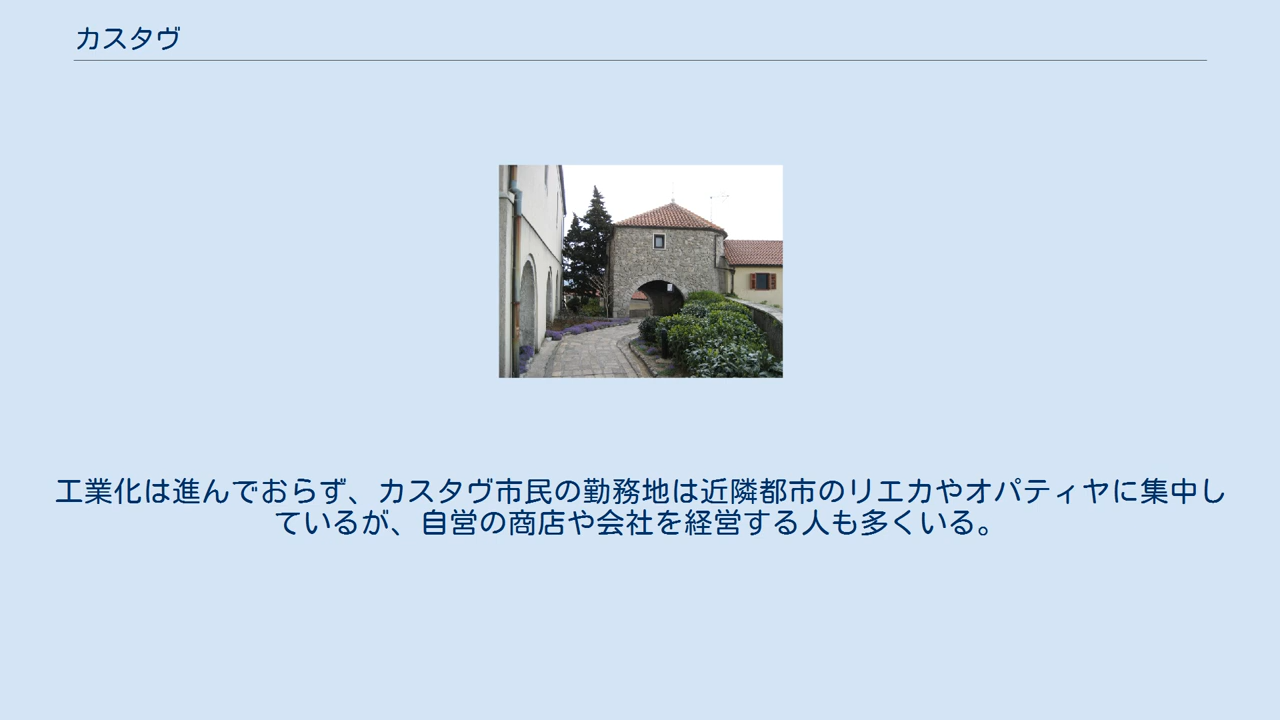 カスタヴ
工業化は進んでおらず、カスタヴ市民の勤務地は近隣都市のリエカやオパティヤに集中し
ているが、自営の商店や会社を経営する人も多くいる。